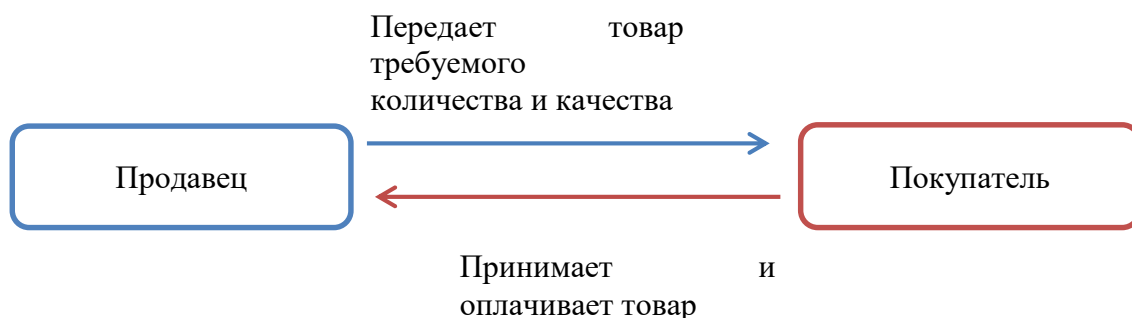 Передает товар
требуемого
количества и качества
Продавец
Покупатель
Принимает и
оплачивает товар